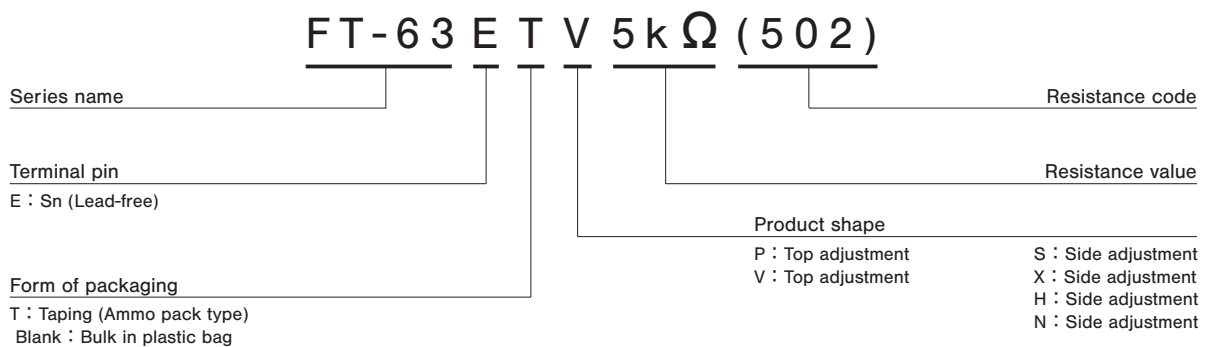 FT-63 E T V 5kΩ (502)
Series name
Resistance code
Terminal pin
E：Sn (Lead-free)
Resistance value
Product shape
P：Top adjustment
V：Top adjustment
S：Side adjustment
X：Side adjustment
H：Side adjustment
N：Side adjustment
Form of packaging
T：Taping (Ammo pack type)
Blank：Bulk in plastic bag